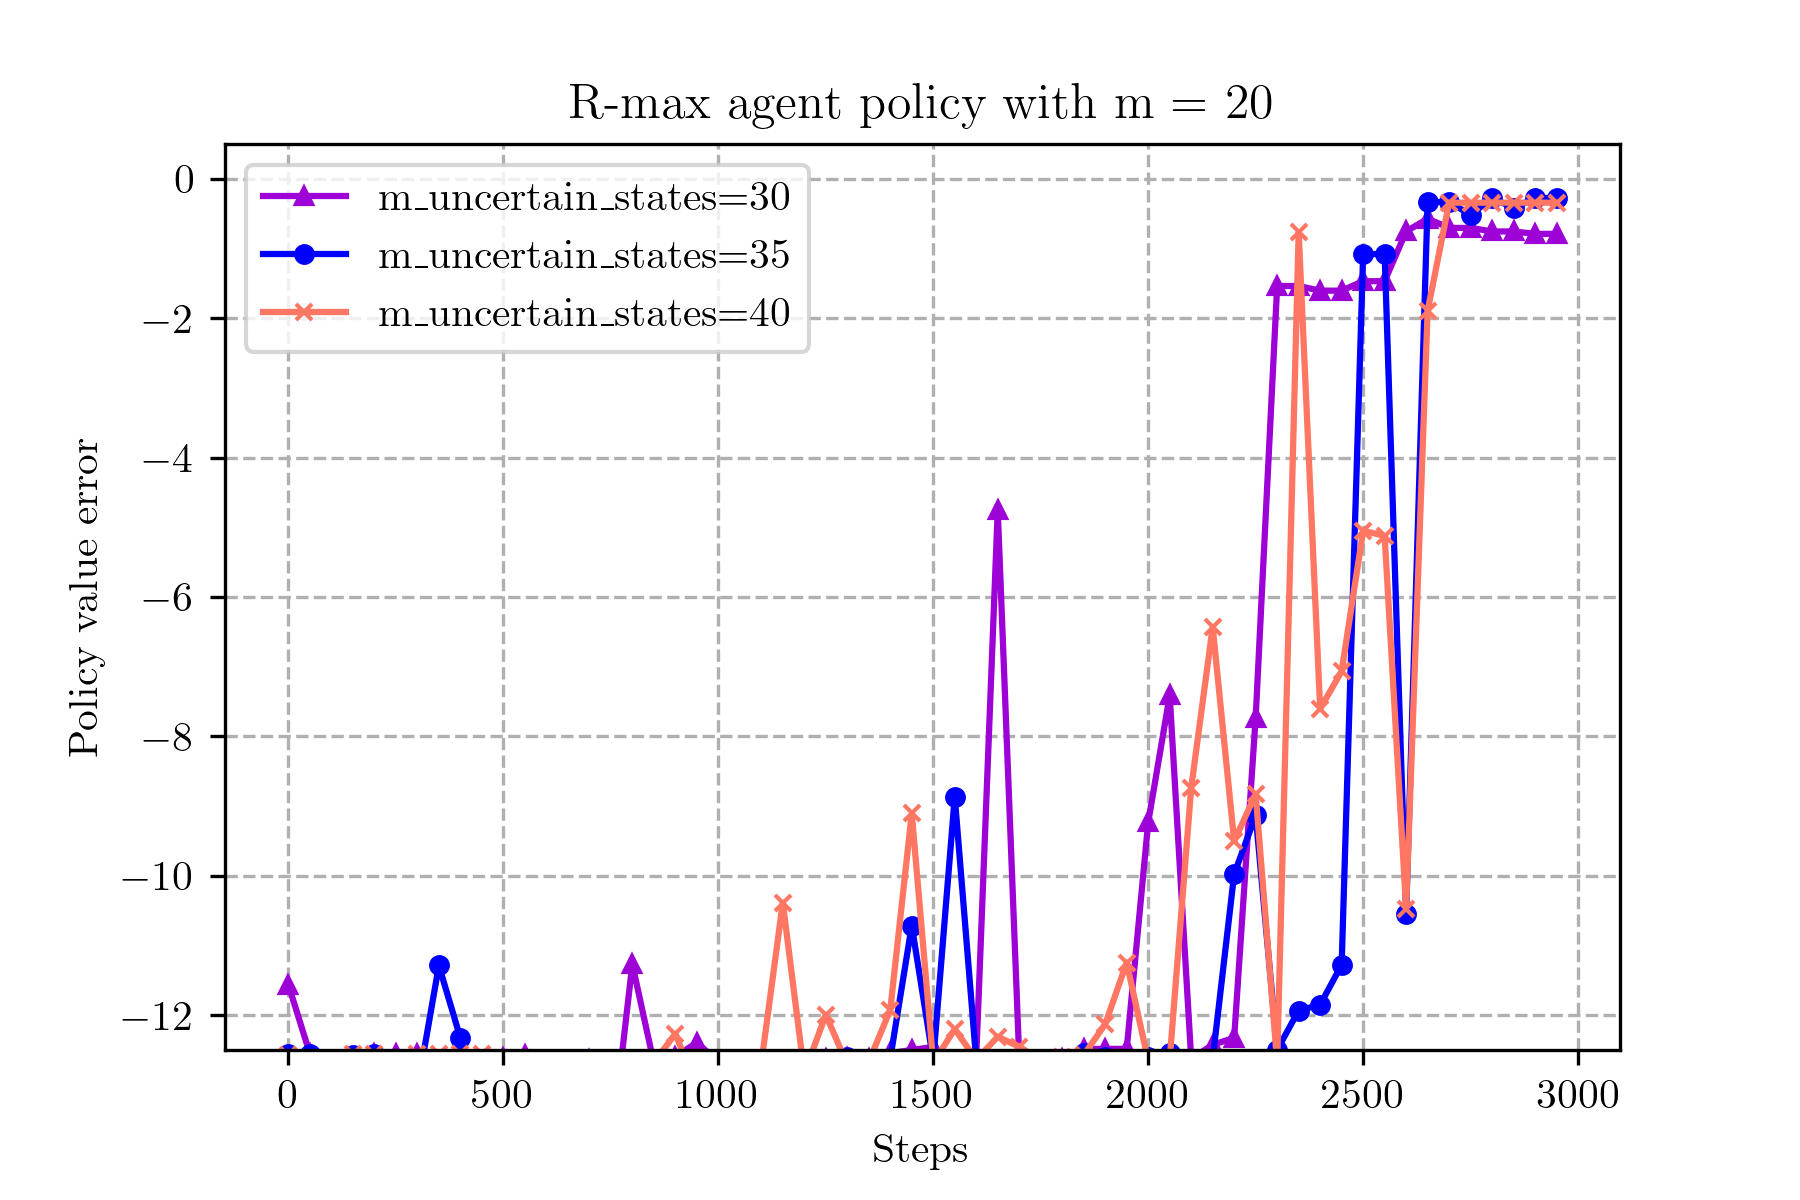 R-max agent policy with m = 20
m_uncertain_states=30
m_uncertain_states=35
m_uncertain_states=40
Policy value error
0
−2
−4
−6
−8
−10
−12
0 500 1000 1500 2000 2500 3000
Steps